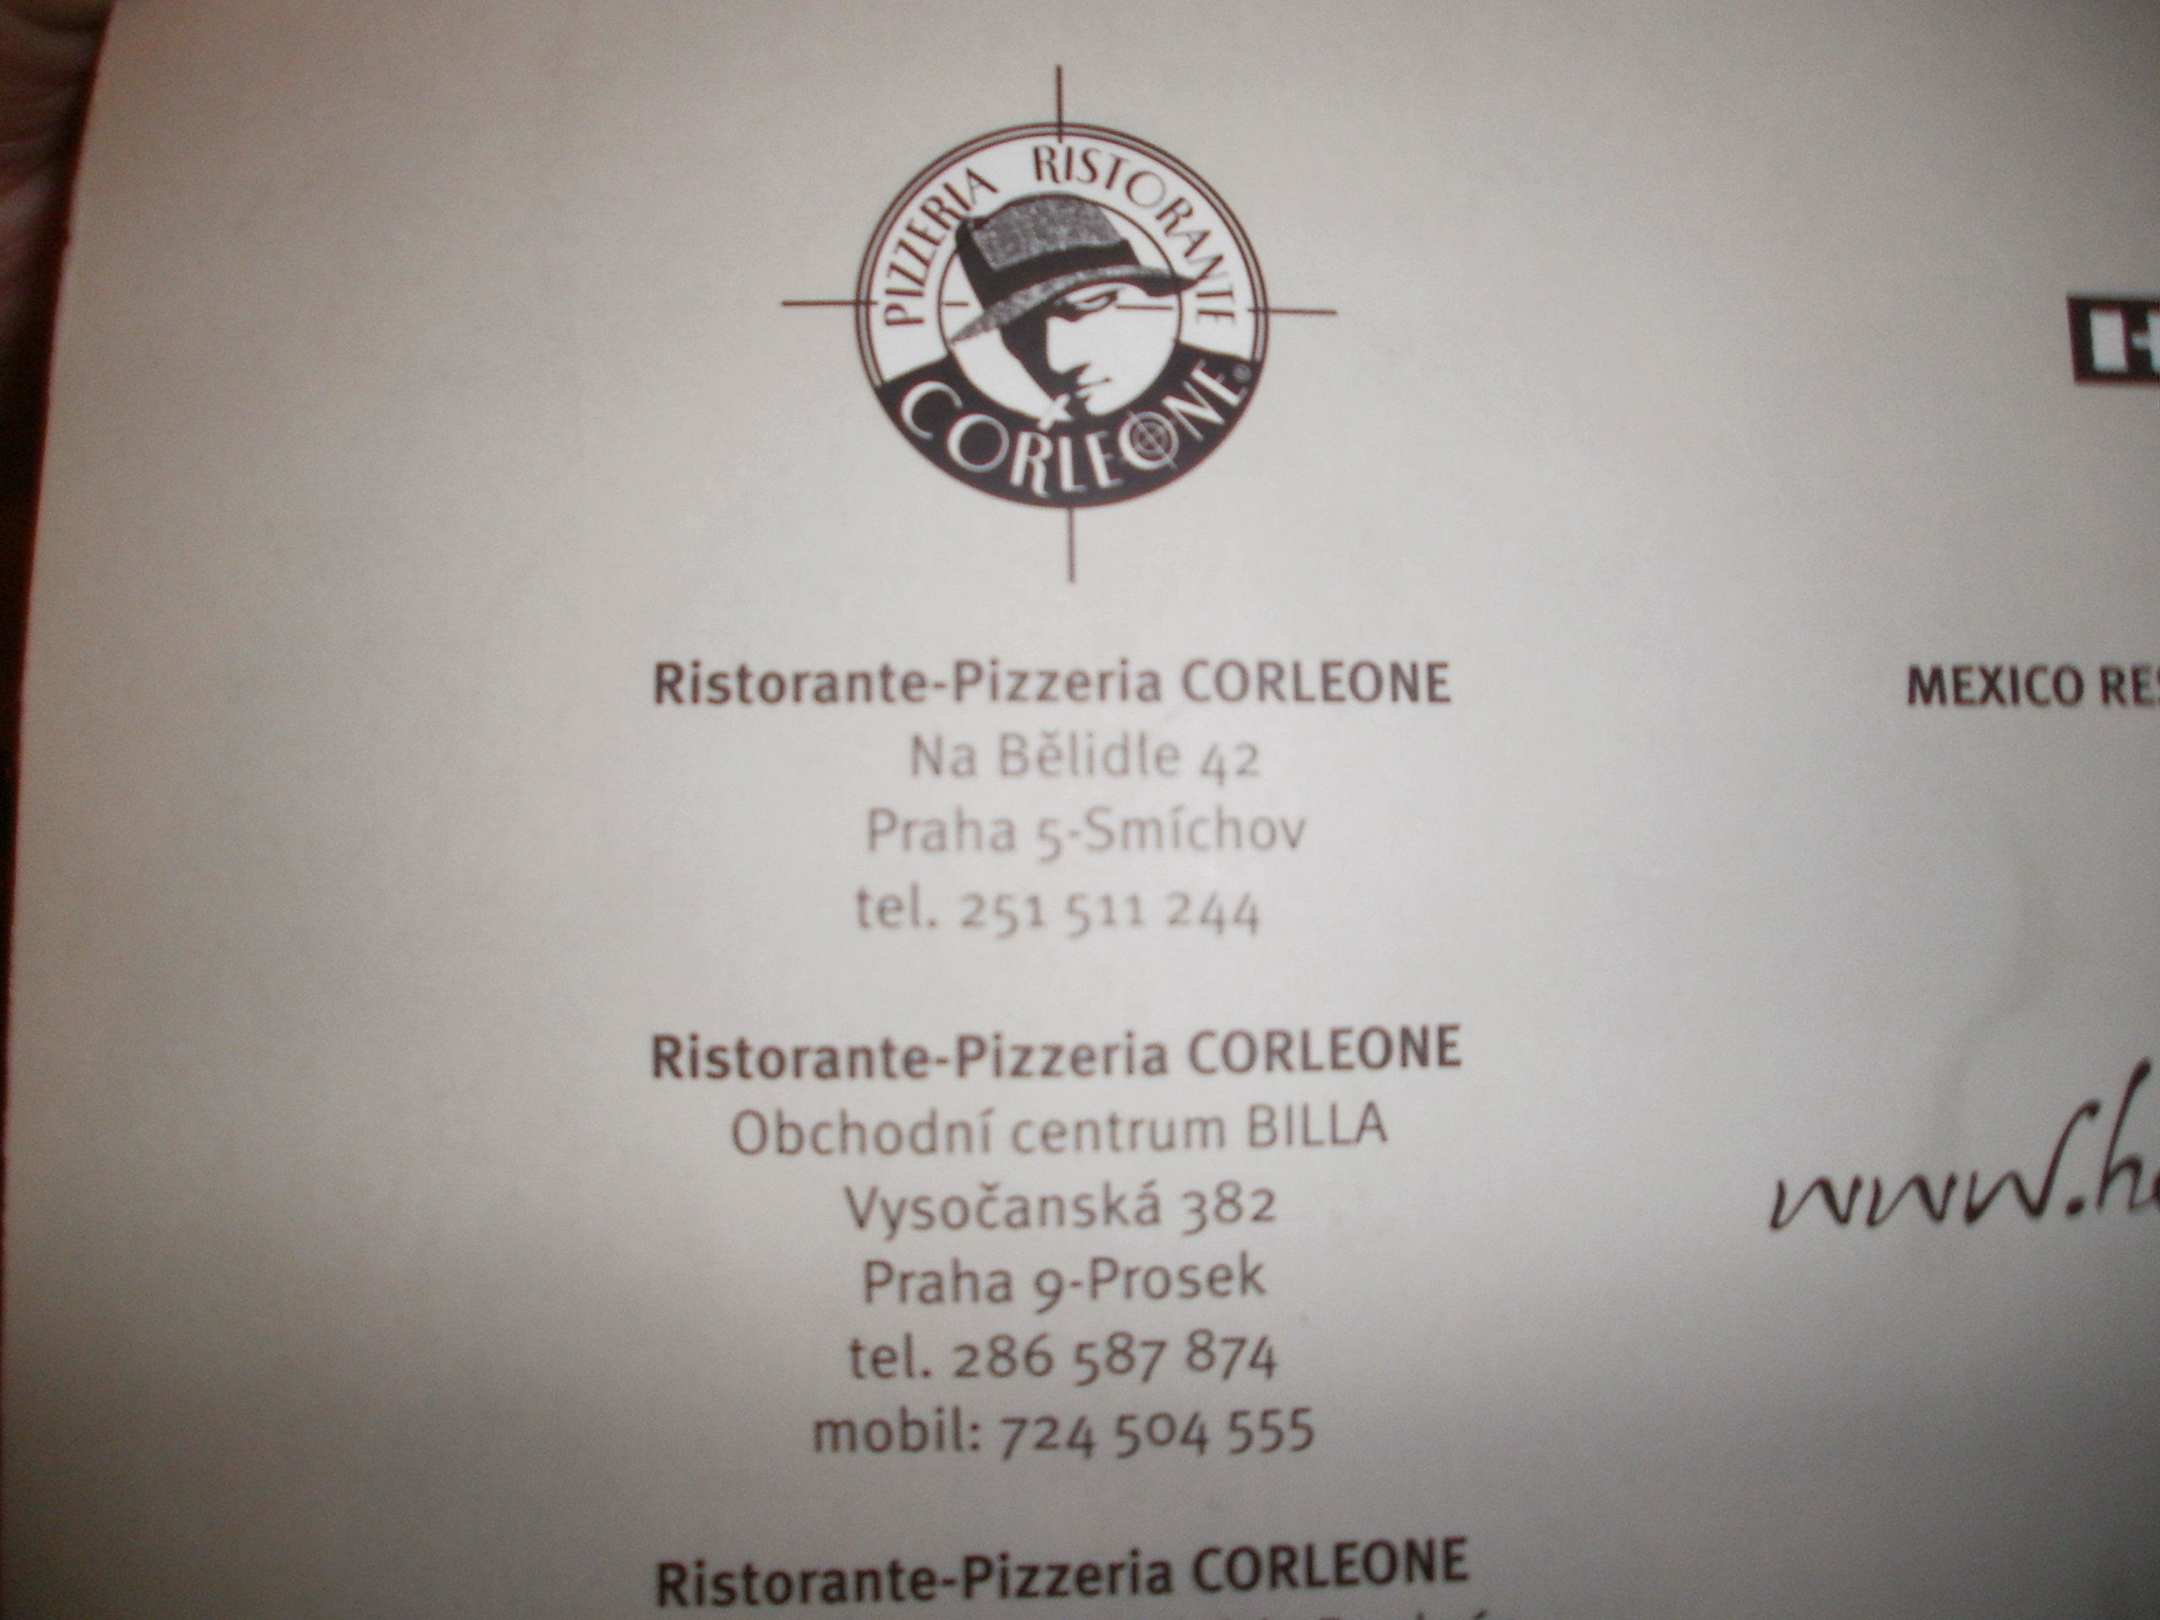 PIZZERIA RISTORANTE
CORLEONE®
Ristorante-Pizzeria CORLEONE
Na Bělidle 42
Praha 5-Smíchov
tel. 251 511 244
Ristorante-Pizzeria CORLEONE
Obchodní centrum BILLA
Vysočanská 382
Praha 9-Prosek
tel. 286 587 874
mobil: 724 504 555
Ristorante-Pizzeria CORLEONE
MEXICO